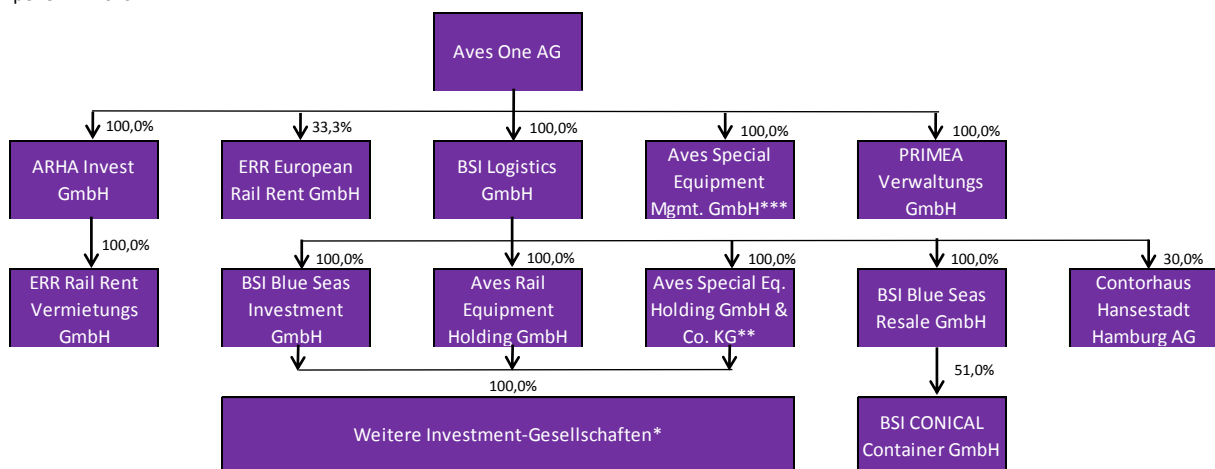 Aves One AG
100,0%
33,3%
100,0%
100,0%
100,0%
ARHA Invest
GmbH
ERR European
Rail Rent GmbH
BSI Logistics
GmbH
Aves Special
Equipment
Mgmt. GmbH***
PRIMEA
Verwaltungs
GmbH
100,0%
100,0%
100,0%
100,0%
100,0%
30,0%
ERR Rail Rent
Vermietungs
GmbH
BSI Blue Seas
Investment
GmbH
Aves Rail
Equipment
Holding GmbH
Aves Special Eq.
Holding GmbH &
Co. KG**
BSI Blue Seas
Resale GmbH
Contorhaus
Hansestadt
Hamburg AG
100,0%
51,0%
Weitere Investment-Gesellschaften*
BSI CONICAL
Container GmbH